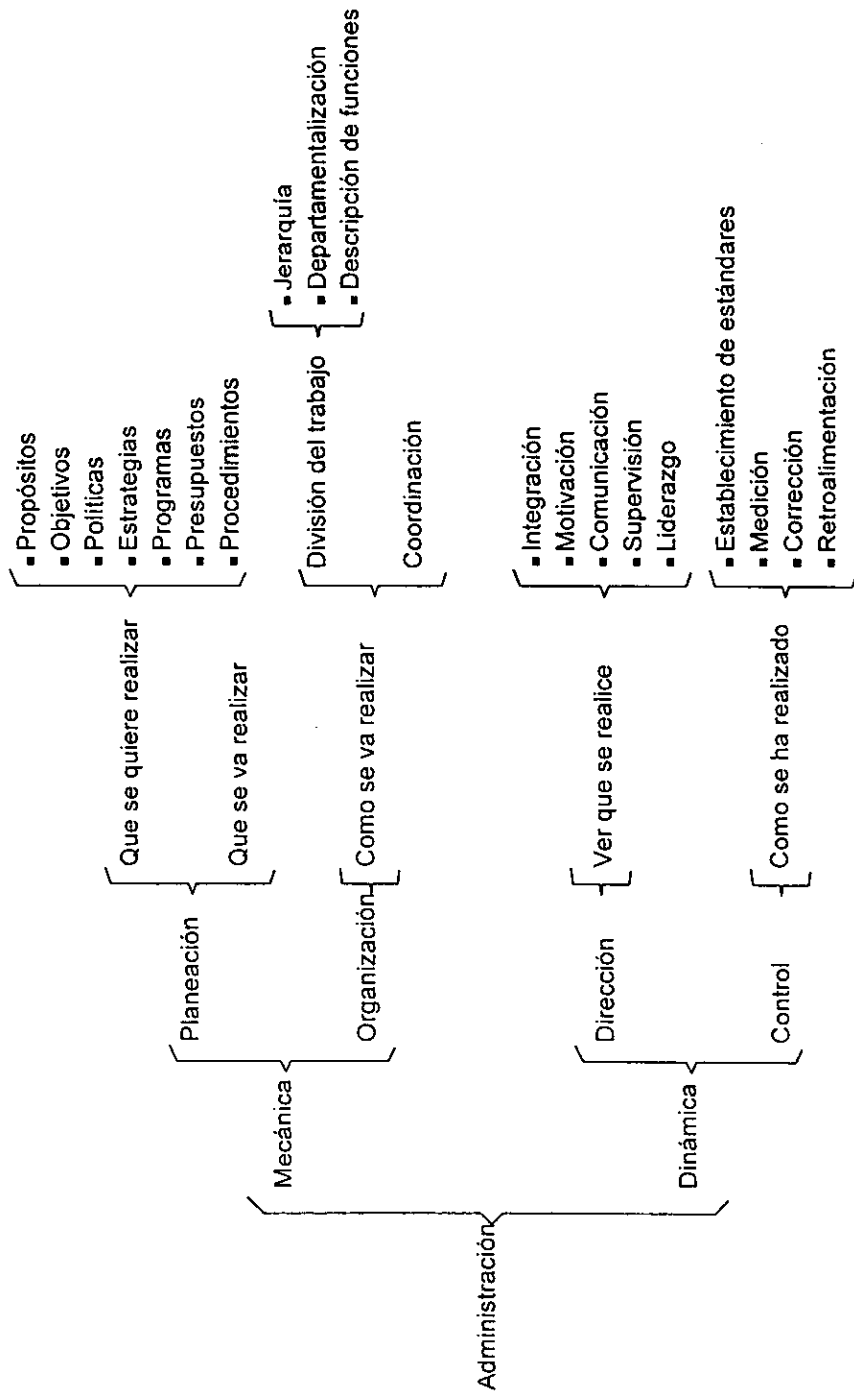 Administración
Mecánica
Planeación
Que se quiere realizar
▪ Propósitos
▪ Objetivos
▪ Políticas
▪ Estrategias
▪ Programas
▪ Presupuestos
▪ Procedimientos
Que se va realizar
Organización
Como se va realizar
División del trabajo
▪ Jerarquía
▪ Departamentalización
▪ Descripción de funciones
Coordinación
Dinámica
Dirección
Ver que se realice
▪ Integración
▪ Motivación
▪ Comunicación
▪ Supervisión
▪ Liderazgo
Control
Como se ha realizado
▪ Establecimiento de estándares
▪ Medición
▪ Corrección
▪ Retroalimentación